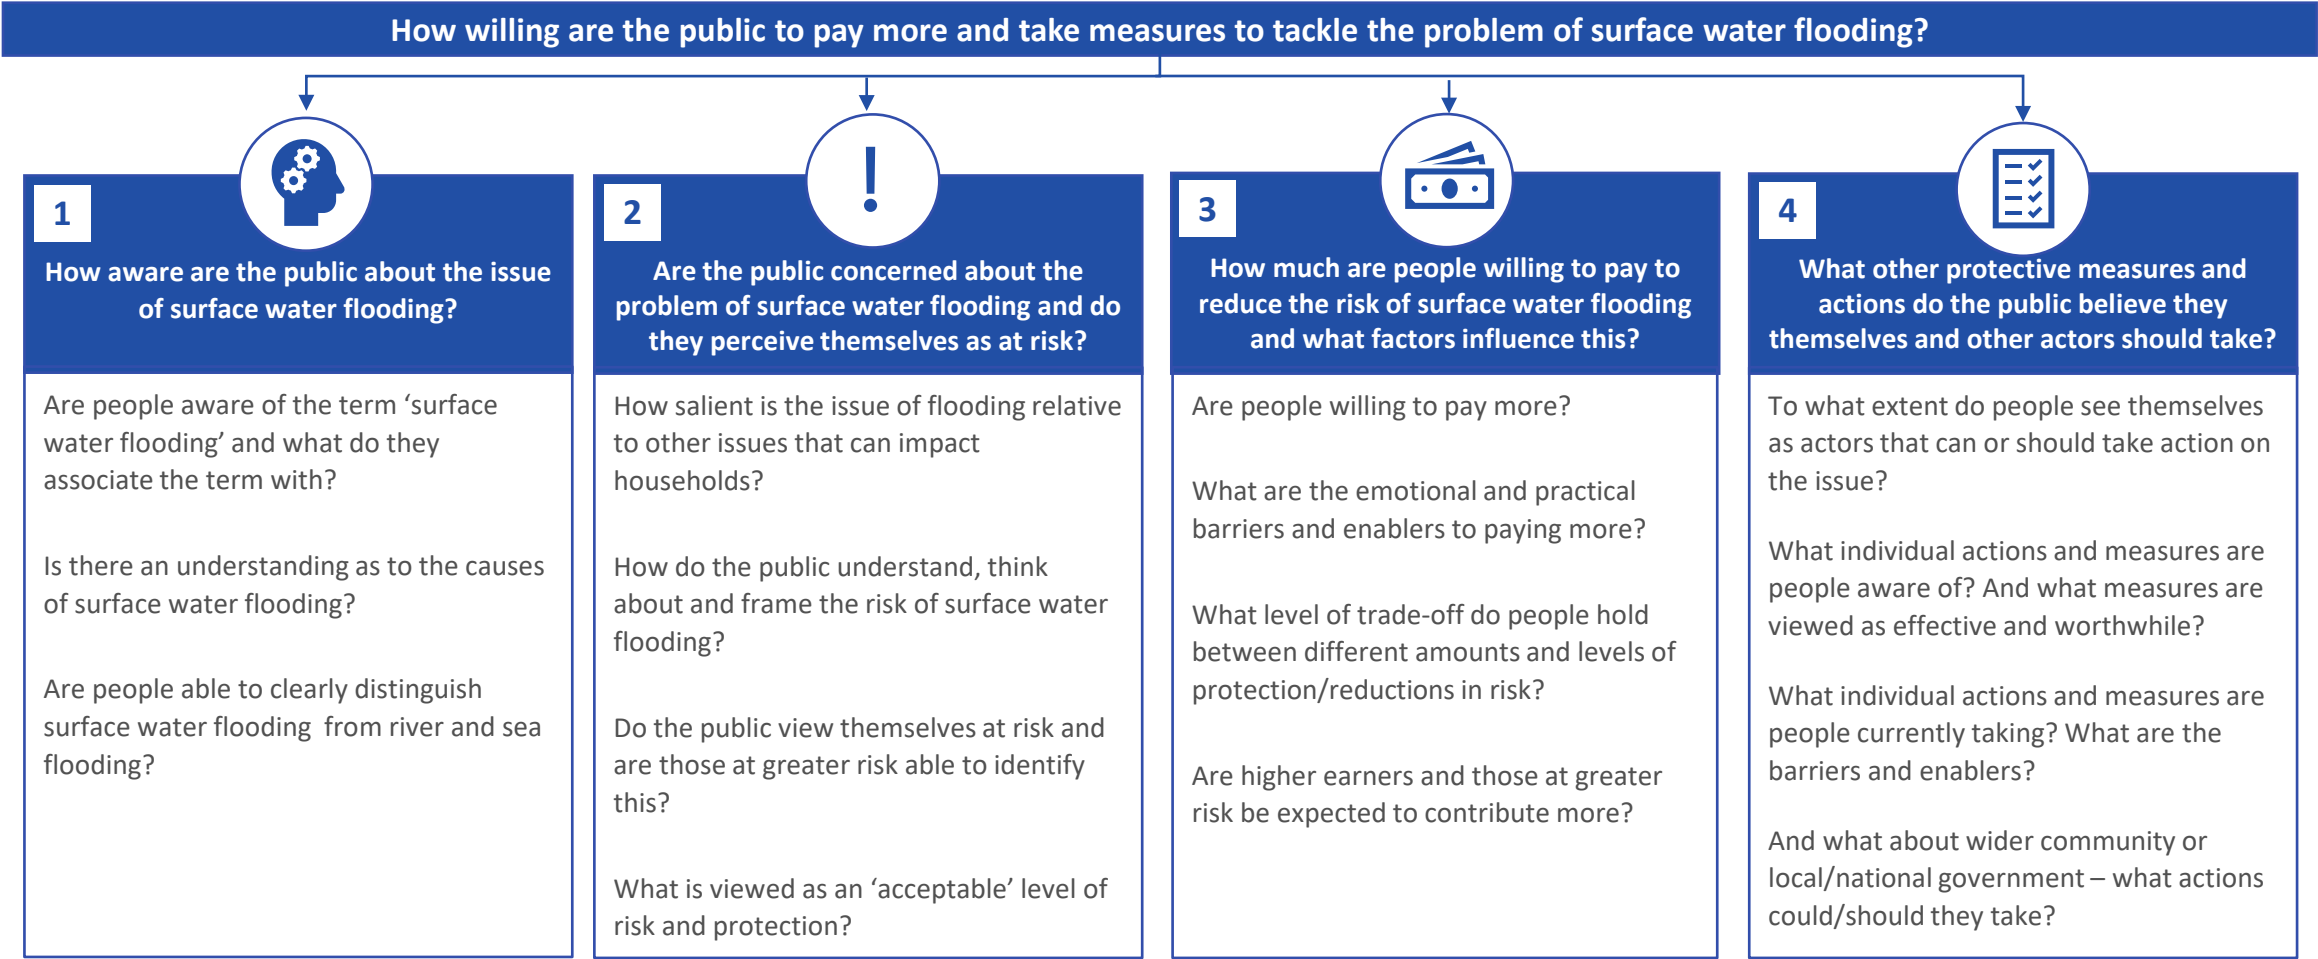 How willing are the public to pay more and take measures to tackle the problem of surface water flooding?
1
How aware are the public about the issue
of surface water flooding?
Are people aware of the term ‘surface
water flooding’ and what do they
associate the term with?
Is there an understanding as to the causes
of surface water flooding?
Are people able to clearly distinguish
surface water flooding  from river and sea
flooding?
2
Are the public concerned about the
problem of surface water flooding and do
they perceive themselves as at risk?
How salient is the issue of flooding relative
to other issues that can impact
households?
How do the public understand, think
about and frame the risk of surface water
flooding?
Do the public view themselves at risk and
are those at greater risk able to identify
this?
What is viewed as an ‘acceptable’ level of
risk and protection?
3
How much are people willing to pay to
reduce the risk of surface water flooding
and what factors influence this?
Are people willing to pay more?
What are the emotional and practical
barriers and enablers to paying more?
What level of trade-off do people hold
between different amounts and levels of
protection/reductions in risk?
Are higher earners and those at greater
risk be expected to contribute more?
4
What other protective measures and
actions do the public believe they
themselves and other actors should take?
To what extent do people see themselves
as actors that can or should take action on
the issue?
What individual actions and measures are
people aware of? And what measures are
viewed as effective and worthwhile?
What individual actions and measures are
people currently taking? What are the
barriers and enablers?
And what about wider community or
local/national government – what actions
could/should they take?